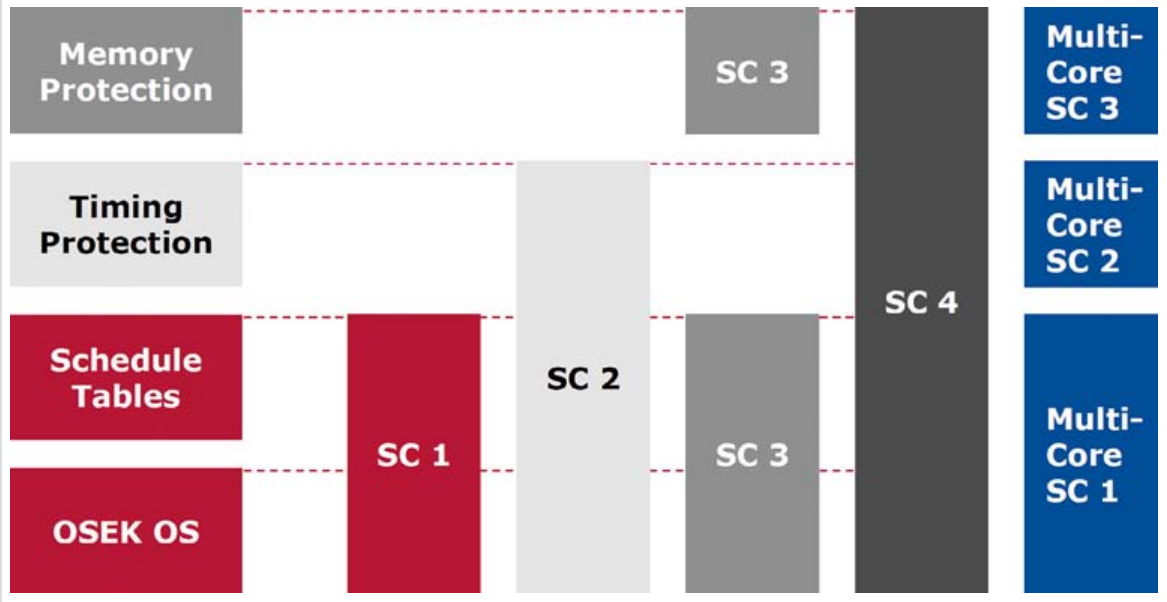 Memory
Protection
SC 3
Multi-
Core
SC 3
Timing
Protection
Multi-
Core
SC 2
SC 4
Schedule
Tables
SC 2
SC 1
SC 3
Multi-
Core
SC 1
OSEK OS